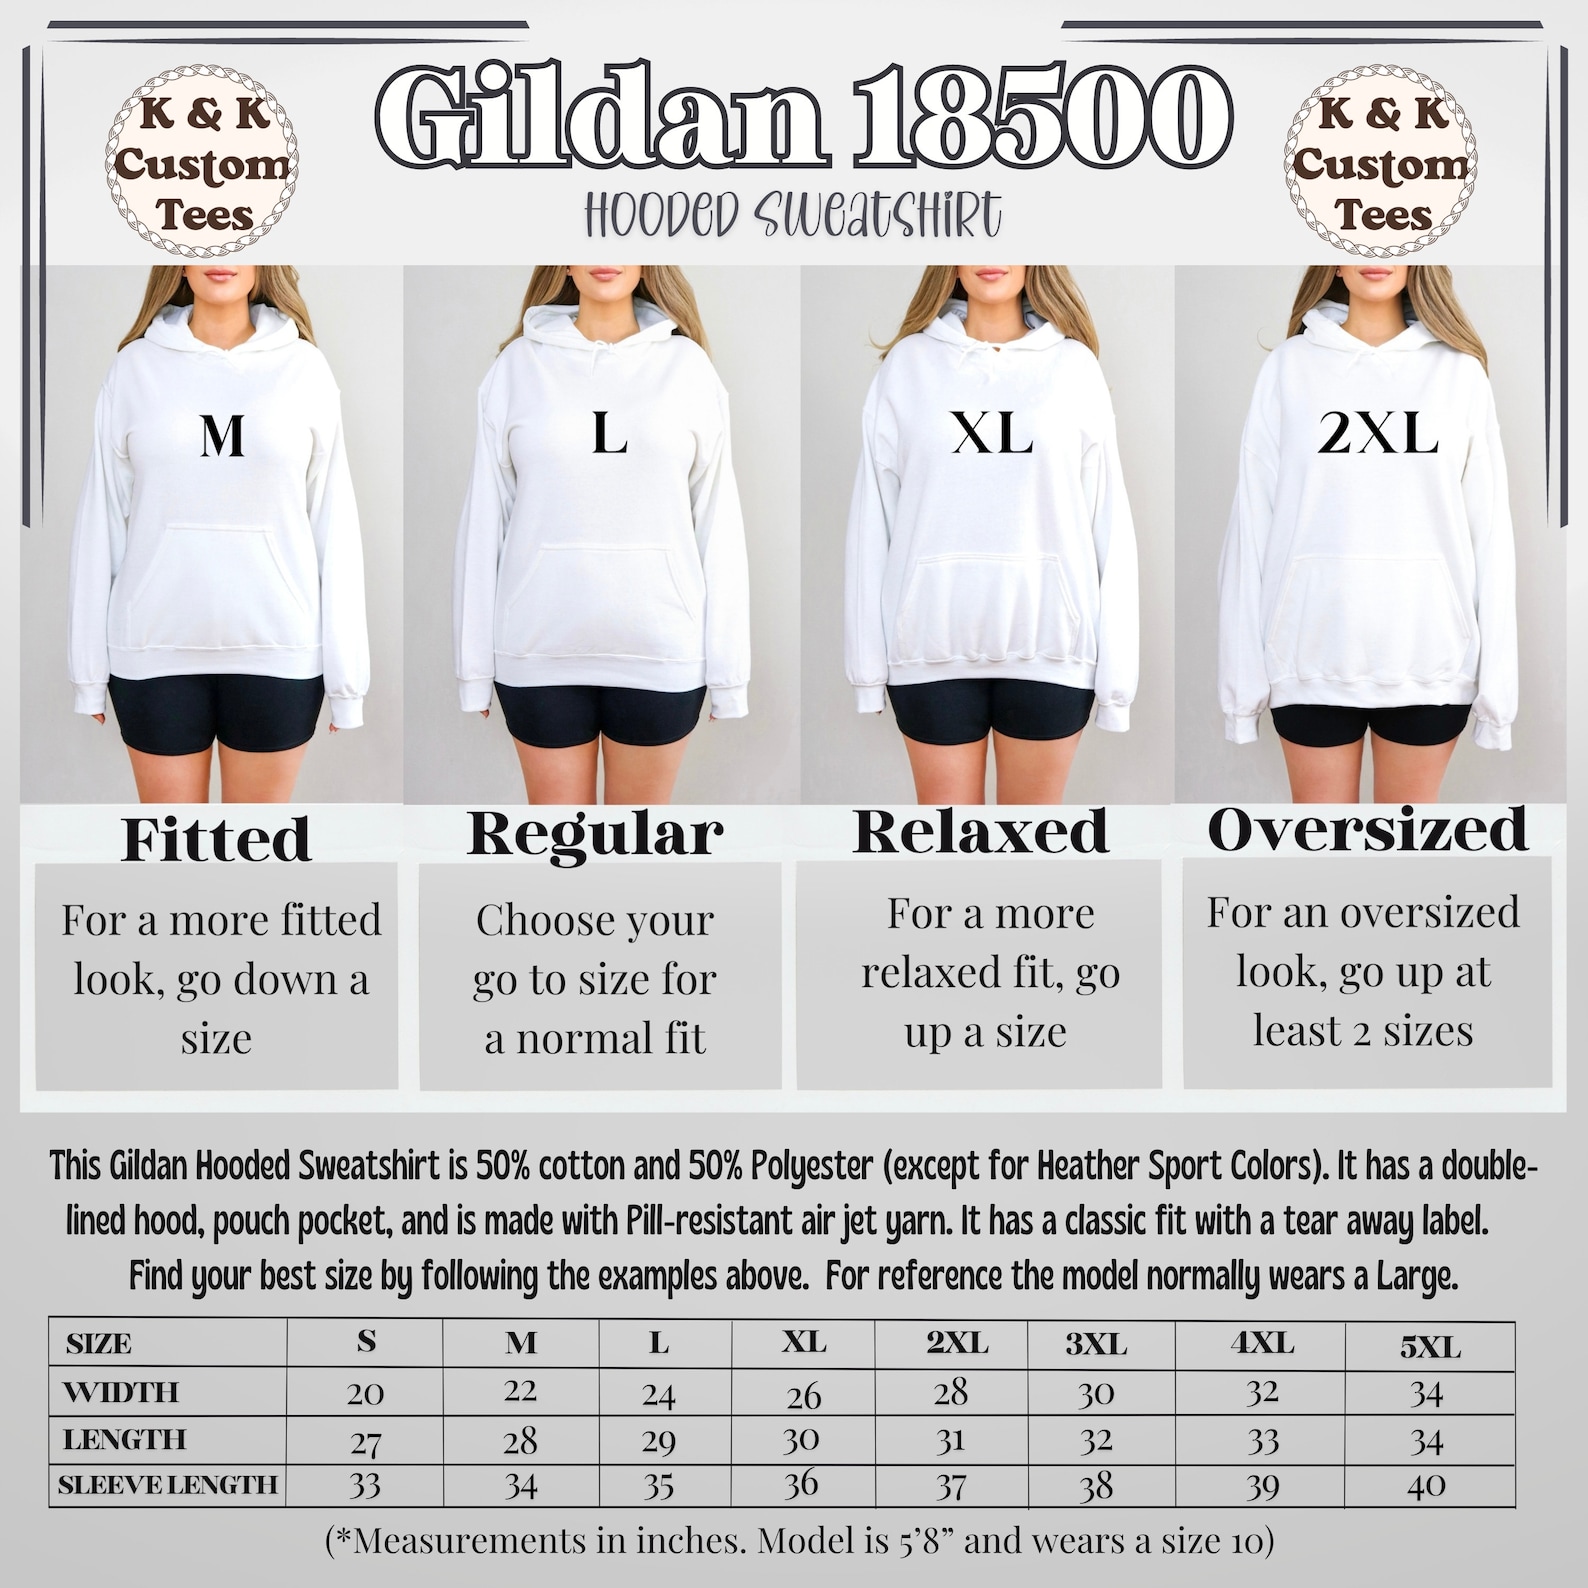 K & K
Custom
Tees
Gildan 18500
HOODED SWEATSHIRT
K & K
Custom
Tees
M
L
XL
2XL
Fitted
For a more fitted
look, go down a
size
Regular
Choose your
go to size for
a normal fit
Relaxed
For a more
relaxed fit, go
up a size
Oversized
For an oversized
look, go up at
least 2 sizes
This Gildan Hooded Sweatshirt is 50% cotton and 50% Polyester (except for Heather Sport Colors). It has a double-
lined hood, pouch pocket, and is made with Pill-resistant air jet yarn. It has a classic fit with a tear away label.
Find your best size by following the examples above. For reference the model normally wears a Large.
SIZE S M L XL 2XL 3XL 4XL 5XL
WIDTH 20 22 24 26 28 30 32 34
LENGTH 27 28 29 30 31 32 33 34
SLEEVE LENGTH 33 34 35 36 37 38 39 40
(*Measurements in inches. Model is 5’8” and wears a size 10)